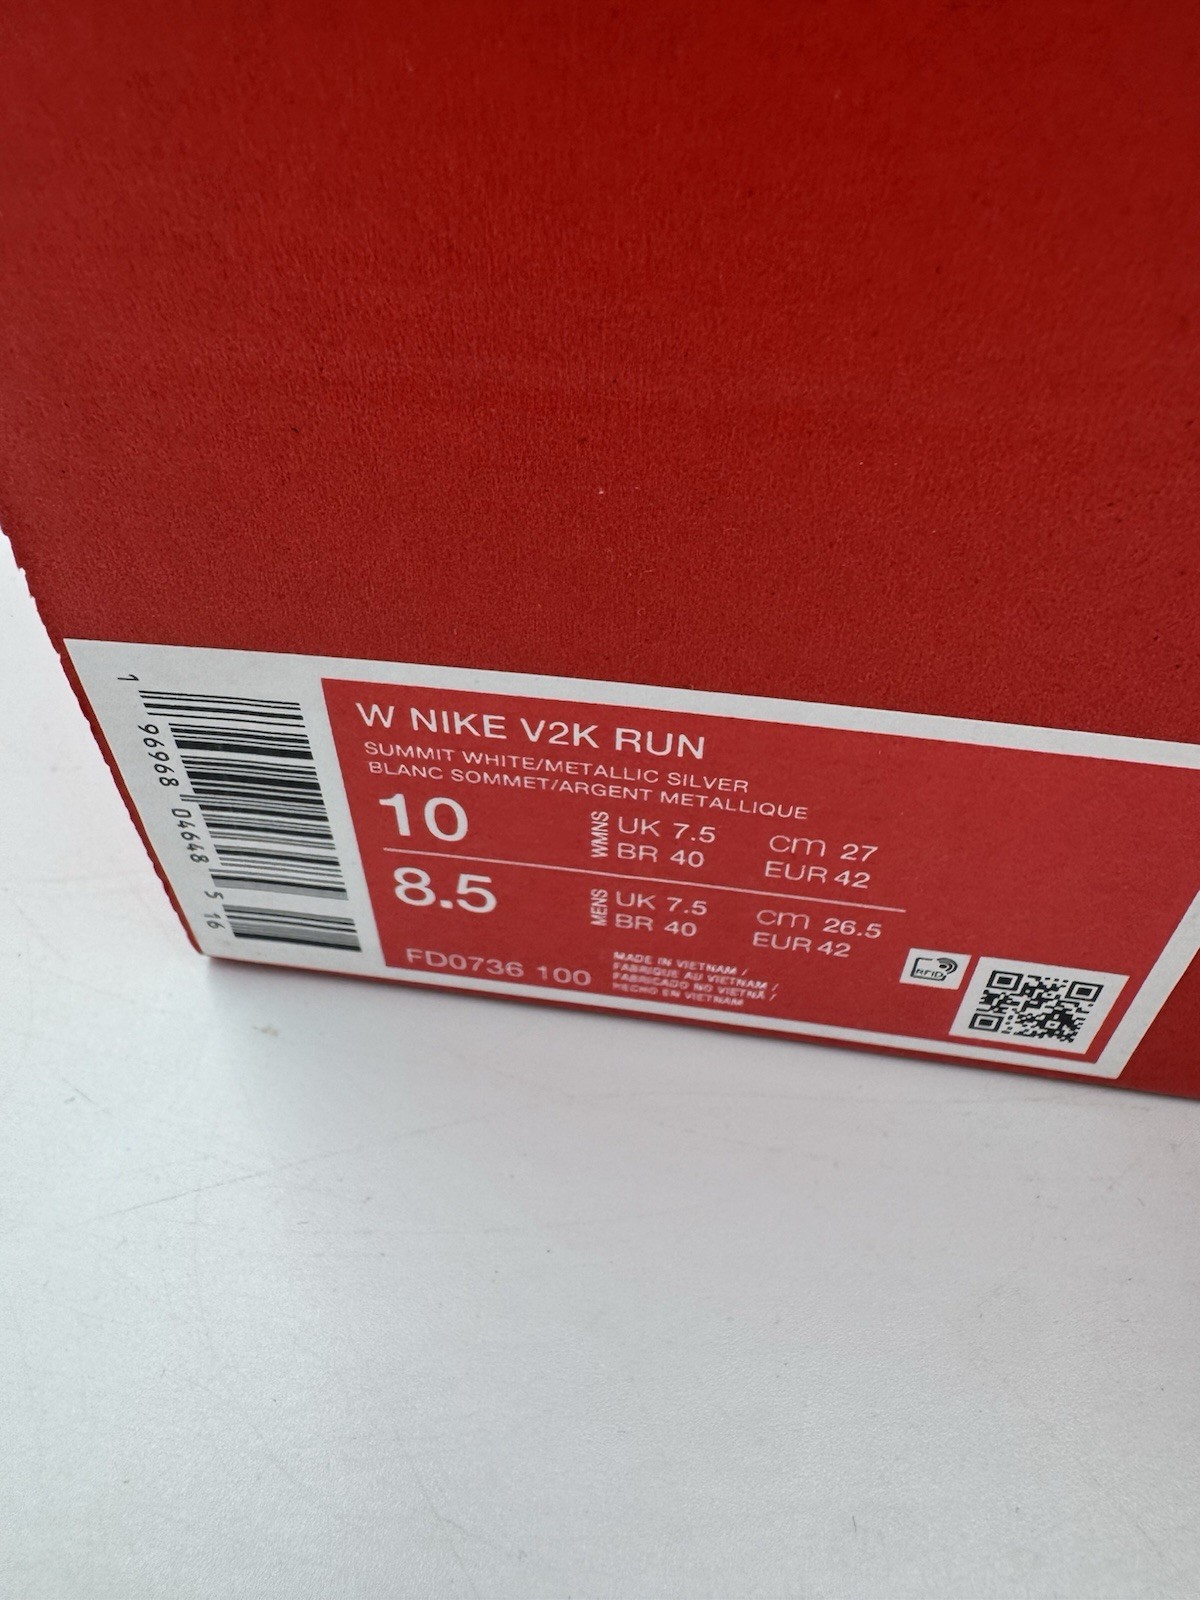 W NIKE V2K RUN
SUMMIT WHITE/METALLIC SILVER
BLANC SOMMET/ARGENT METALLIQUE
10
WMNS
UK 7.5
cm 27
BR 40
EUR 42
8.5
MENS
UK 7.5
cm 26.5
BR 40
EUR 42
FD0736 100
MADE IN VIETNAM /
FABRIQUE AU VIETNAM /
FABRICADO NO VIETNÃ /
HECHO EN VIETNAM
RFID
1 96968 04648 5 16